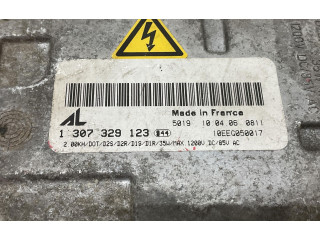 AL
Made in France
1 307 329 123 844
5019 10 04 06 0811
10EEC050017
2.00KH/DOT/D2S/D2R/D1S/D1R/35W/MAX 1200V DC/85V AC